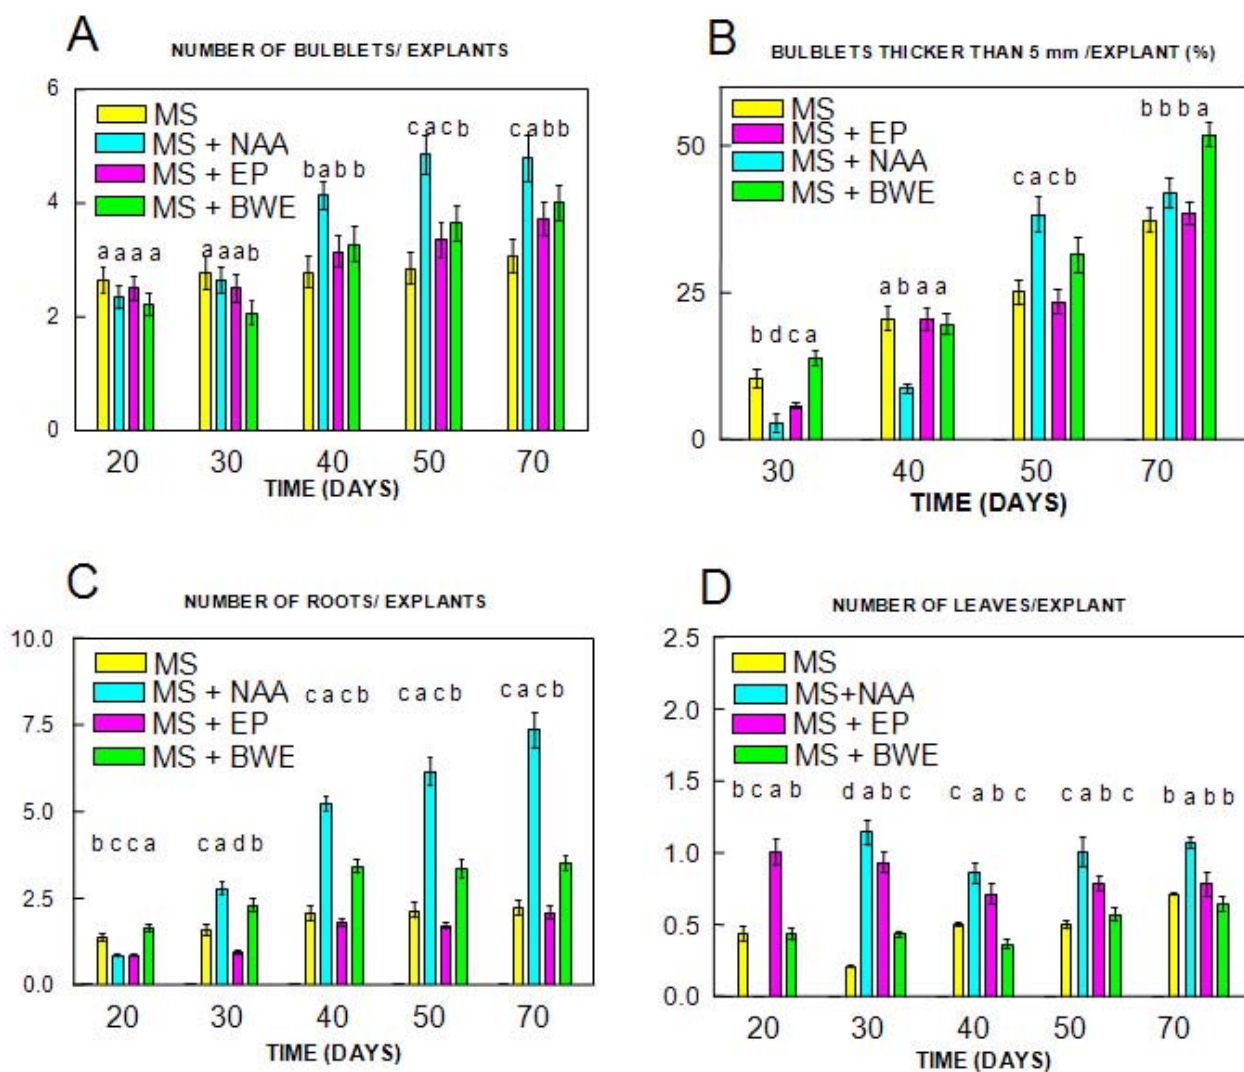 A
NUMBER OF BULBLETS/ EXPLANTS
6
4
2
0
MS
MS + NAA
MS + EP
MS + BWE
a a a a
a a a b
b a b b
c a c b
c a b b
20 30 40 50 70
TIME (DAYS)
B
BULBLETS THICKER THAN 5 mm /EXPLANT (%)
50
25
0
MS
MS + EP
MS + NAA
MS + BWE
b d c a
a b a a
c a c b
b b b a
30 40 50 70
TIME (DAYS)
C
NUMBER OF ROOTS/ EXPLANTS
10.0
7.5
5.0
2.5
0.0
MS
MS + NAA
MS + EP
MS + BWE
b c c a
c a d b
c a c b
c a c b
c a c b
20 30 40 50 70
TIME (DAYS)
D
NUMBER OF LEAVES/EXPLANT
2.5
2.0
1.5
1.0
0.5
0.0
MS
MS+NAA
MS + EP
MS + BWE
b c a b
d a b c
c a b c
c a b c
b a b b
20 30 40 50 70
TIME (DAYS)